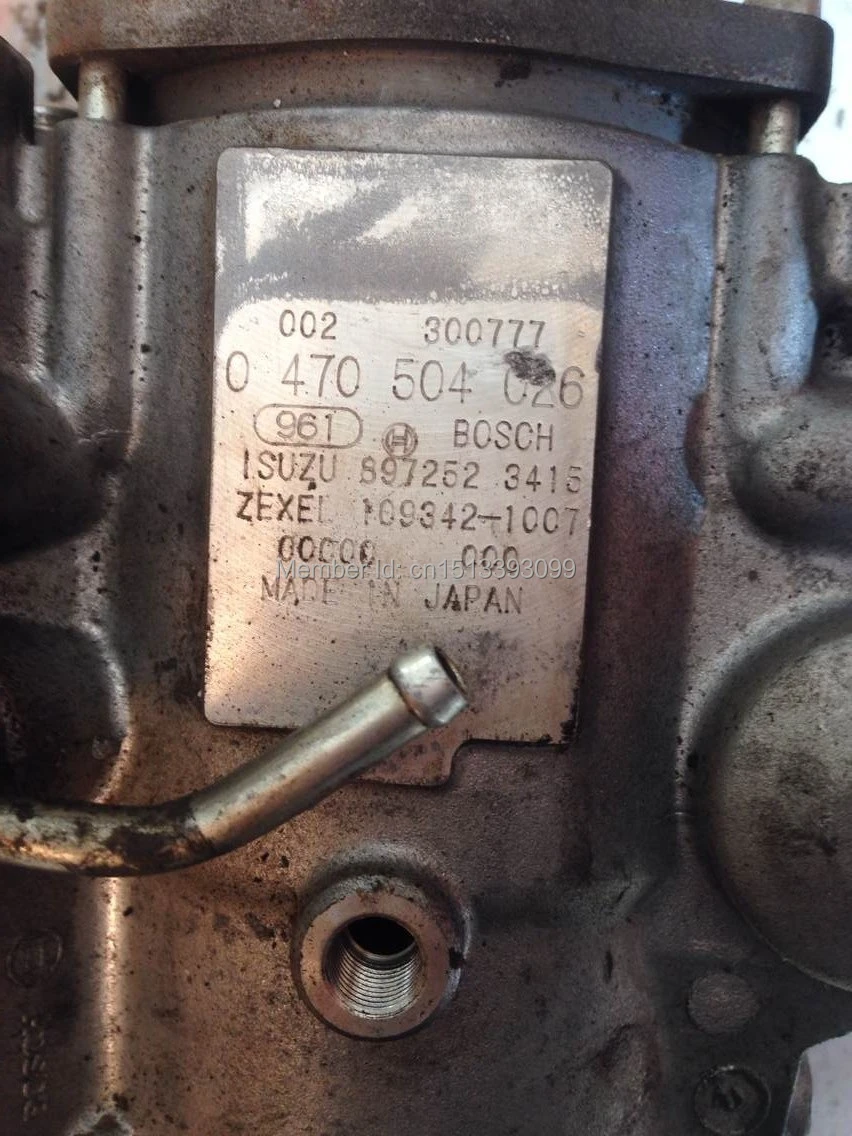 002 300777
0 470 504 026
961 BOSCH
ISUZU 897252 3415
ZEXEL 109342-1007
00000 000
Member Id: cn1513393099
MADE IN JAPAN
BOSCH